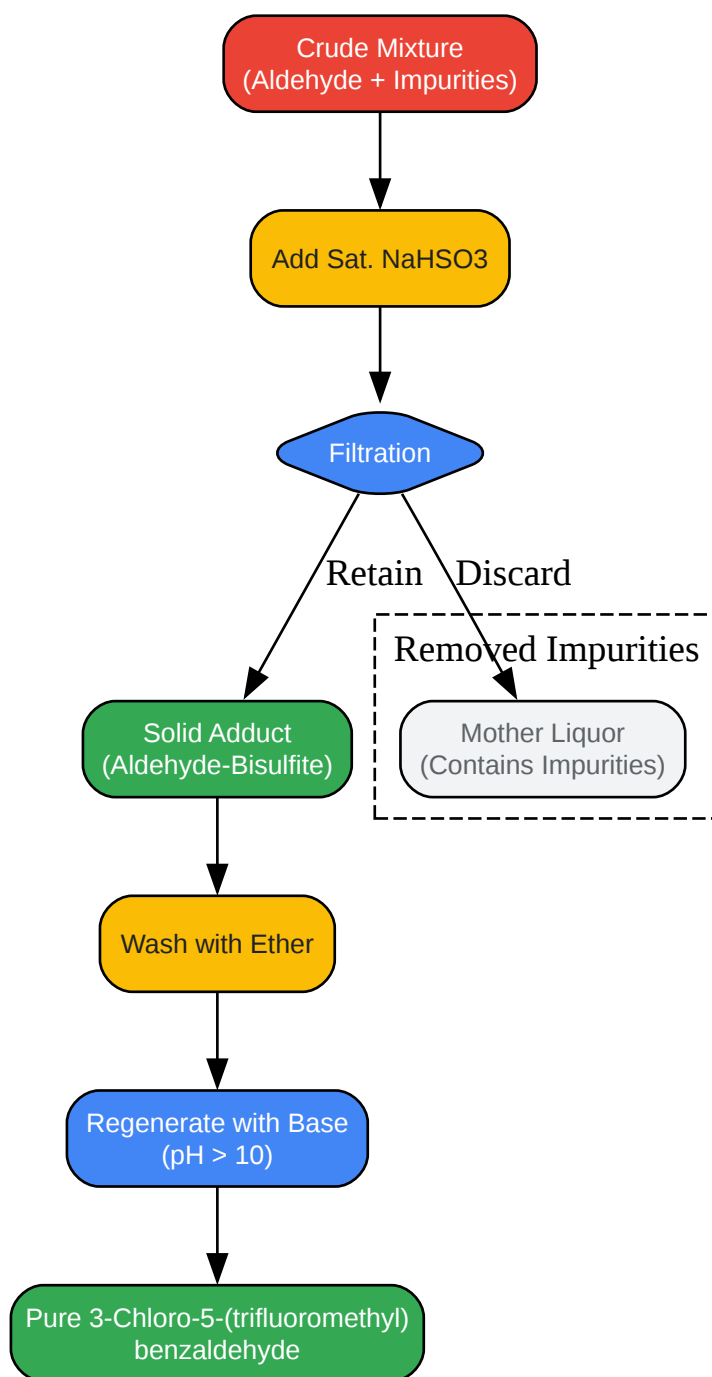 Crude Mixture
(Aldehyde + Impurities)
Add Sat. NaHSO3
Filtration
Retain
Discard
Removed Impurities
Solid Adduct
(Aldehyde-Bisulfite)
Mother Liquor
(Contains Impurities)
Wash with Ether
Regenerate with Base
(pH > 10)
Pure 3-Chloro-5-(trifluoromethyl)
benzaldehyde